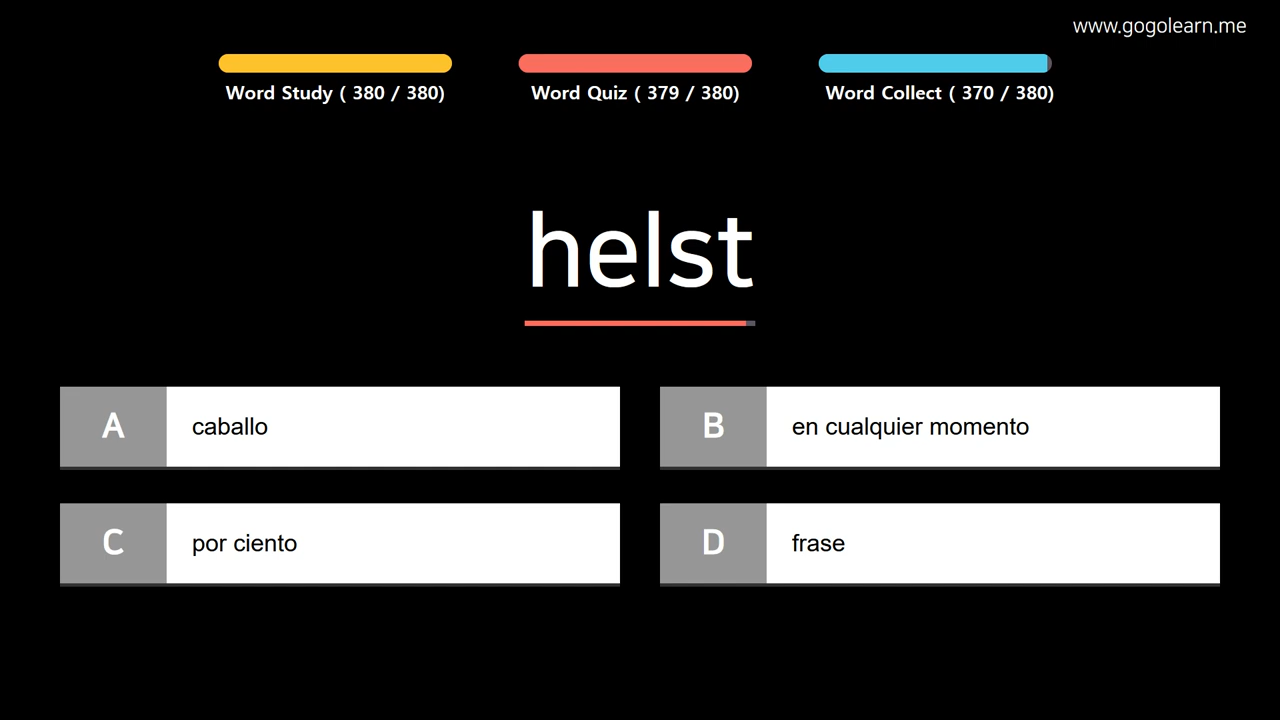 www.gogolearn.me
Word Study ( 380 / 380)
Word Quiz ( 379 / 380)
Word Collect ( 370 / 380)
helst
A caballo
B en cualquier momento
C por ciento
D frase